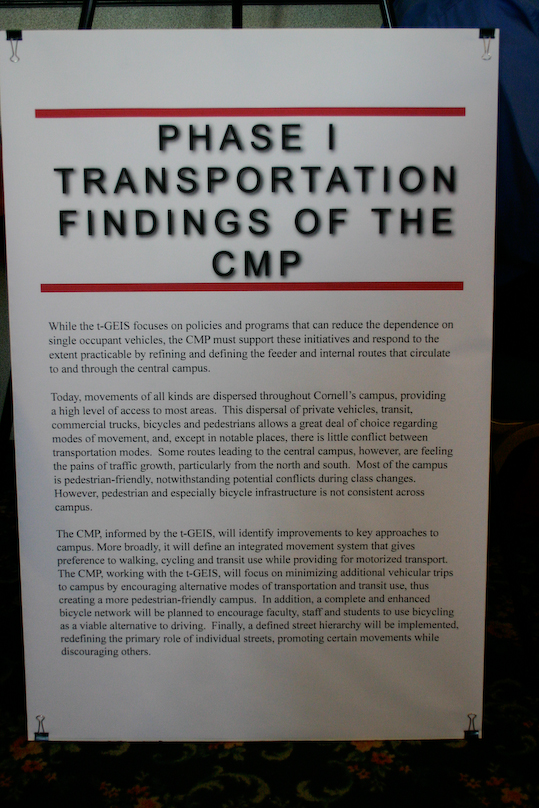 PHASE I
TRANSPORTATION
FINDINGS OF THE
CMP
While the t-GEIS focuses on policies and programs that can reduce the dependence on
single occupant vehicles, the CMP must support these initiatives and respond to the
extent practicable by refining and defining the feeder and internal routes that circulate
to and through the central campus.
Today, movements of all kinds are dispersed throughout Cornell's campus, providing
a high level of access to most areas.  This dispersal of private vehicles, transit,
commercial trucks, bicycles and pedestrians allows a great deal of choice regarding
modes of movement, and, except in notable places, there is little conflict between
transportation modes.  Some routes leading to the central campus, however, are feeling
the pains of traffic growth, particularly from the north and south.  Most of the campus
is pedestrian-friendly, notwithstanding potential conflicts during class changes.
However, pedestrian and especially bicycle infrastructure is not consistent across
campus.
The CMP, informed by the t-GEIS, will identify improvements to key approaches to
campus. More broadly, it will define an integrated movement system that gives
preference to walking, cycling and transit use while providing for motorized transport.
The CMP, working with the t-GEIS, will focus on minimizing additional vehicular trips
to campus by encouraging alternative modes of transportation and transit use, thus
creating a more pedestrian-friendly campus.  In addition, a complete and enhanced
bicycle network will be planned to encourage faculty, staff and students to use bicycling
as a viable alternative to driving.  Finally, a defined street hierarchy will be implemented,
redefining the primary role of individual streets, promoting certain movements while
discouraging others.